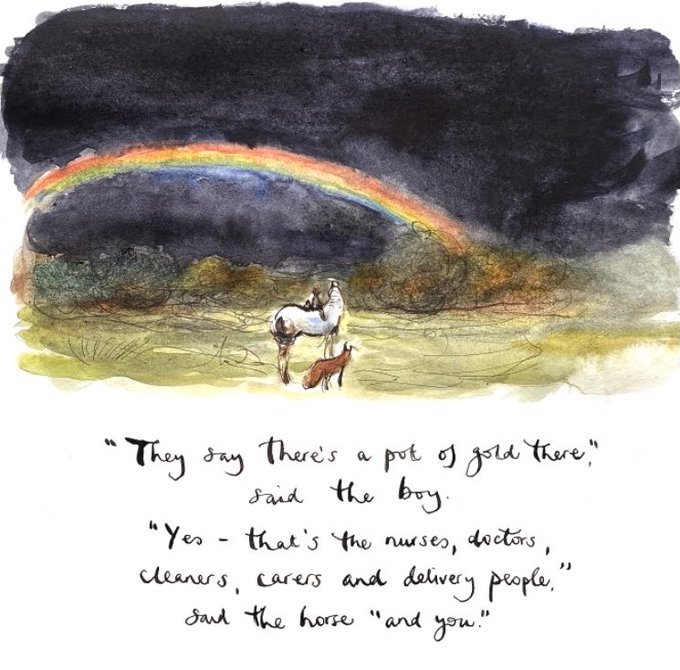 "They say there's a pot of gold there,"
said the boy.
"Yes - that's the nurses, doctors,
cleaners, carers and delivery people,"
said the horse "and you."